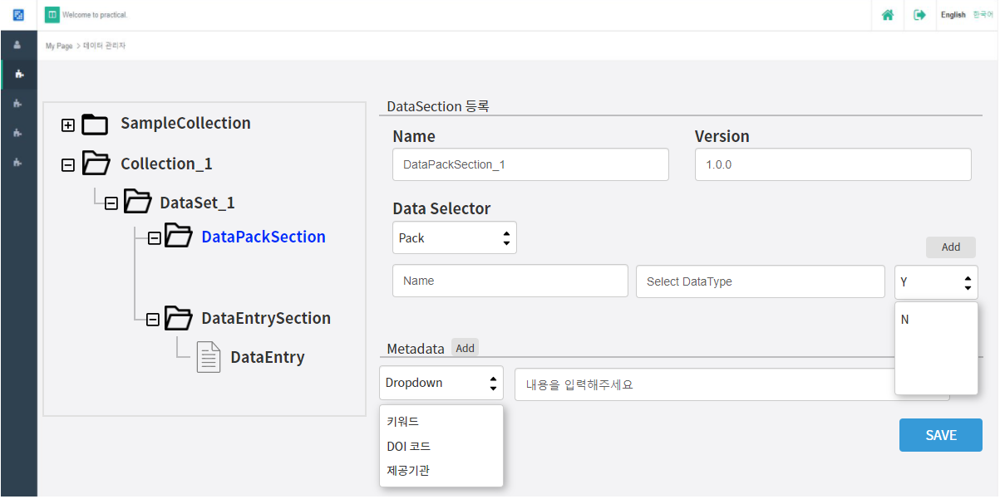 Welcome to practical.
English 한국어
My Page > 데이터 관리자
SampleCollection
Collection_1
DataSet_1
DataPackSection
DataEntrySection
DataEntry
DataSection 등록
Name Version
DataPackSection_1 1.0.0
Data Selector
Pack
Add
Name Select DataType Y
N
Metadata Add
Dropdown 내용을 입력해주세요
키워드
DOI 코드
제공기관
SAVE